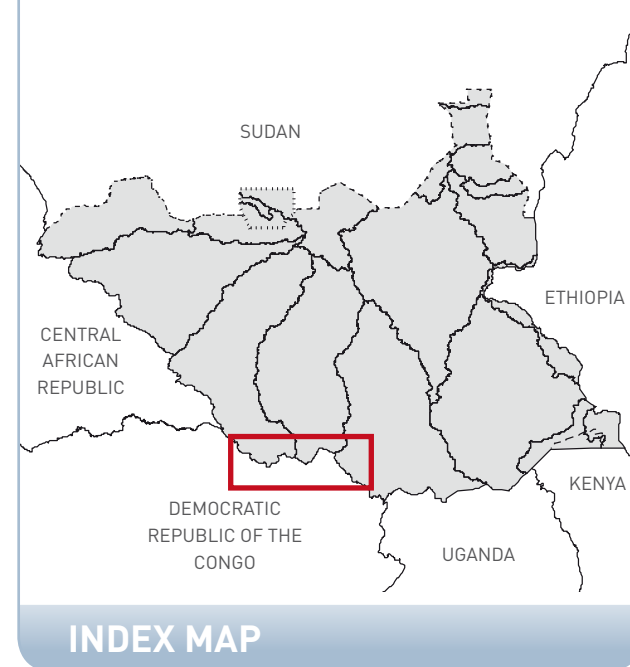 SUDAN
ETHIOPIA
CENTRAL
AFRICAN
REPUBLIC
KENYA
DEMOCRATIC
REPUBLIC OF THE
CONGO
UGANDA
INDEX MAP